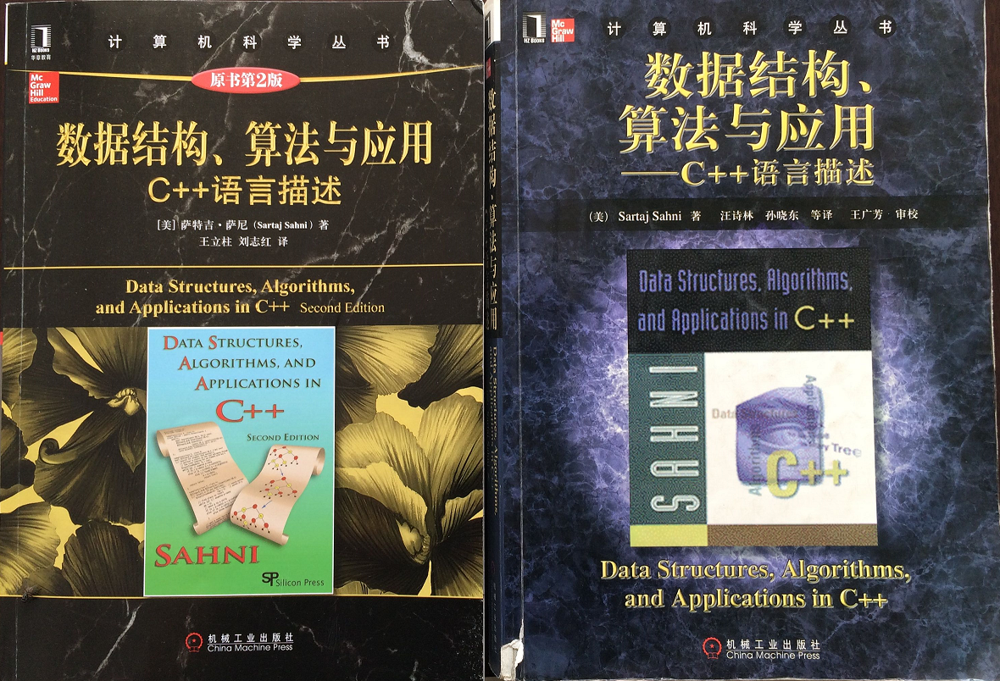 HZ BOOKS
华章教育
计算机科学丛书
Mc
Graw
Hill
Education
原书第2版
数据结构、算法与应用
C++语言描述
[美] 萨特吉·萨尼 (Sartaj Sahni) 著
王立柱 刘志红 译
Data Structures, Algorithms,
and Applications in C++ Second Edition
DATA STRUCTURES,
ALGORITHMS, AND
APPLICATIONS IN
C++
SECOND EDITION
SAHNI
SP Silicon Press
机械工业出版社
China Machine Press
数据结构、算法与应用
Data Structures, Algorithms,
HZ BOOKS
Mc
Graw
Hill
计算机科学丛书
数据结构、
算法与应用
——C++语言描述
(美) Sartaj Sahni 著 汪诗林 孙晓东 等译 王广芳 审校
Data Structures, Algorithms,
and Applications in C++
SAHNI
C++
Tree
Data Structures, Algorithms,
and Applications in C++
机械工业出版社
China Machine Press